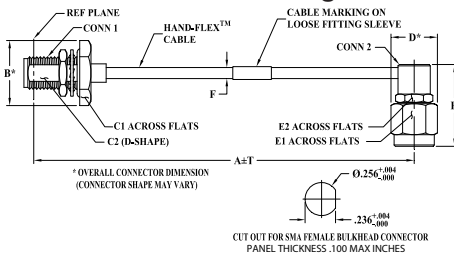 REF PLANE
CONN 1
HAND-FLEX™
CABLE
CABLE MARKING ON
LOOSE FITTING SLEEVE
CONN 2
D*
B*
F
C1 ACROSS FLATS
C2 (D-SHAPE)
E2 ACROSS FLATS
E1 ACROSS FLATS
A±T
* OVERALL CONNECTOR DIMENSION
(CONNECTOR SHAPE MAY VARY)
Ø.256 +.004 -.000
.236 +.004 -.000
CUT OUT FOR SMA FEMALE BULKHEAD CONNECTOR
PANEL THICKNESS .100 MAX INCHES